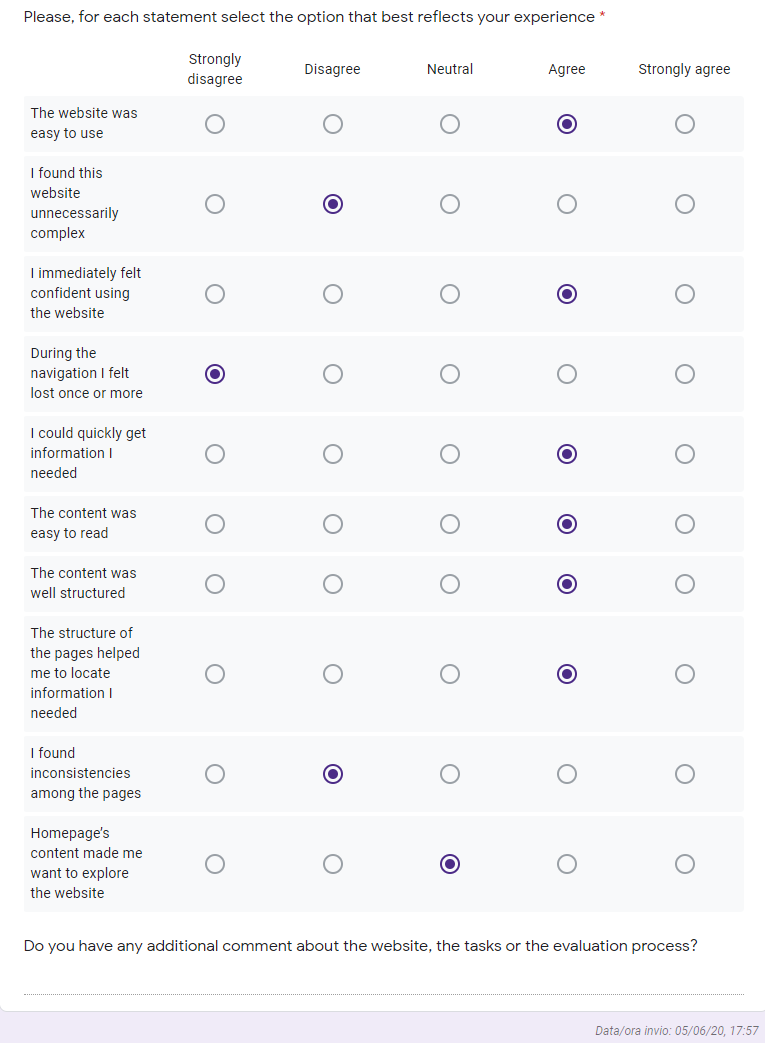 Please, for each statement select the option that best reflects your experience *
Strongly
disagree
Disagree
Neutral
Agree
Strongly agree
The website was
easy to use
I found this
website
unnecessarily
complex
I immediately felt
confident using
the website
During the
navigation I felt
lost once or more
I could quickly get
information I
needed
The content was
easy to read
The content was
well structured
The structure of
the pages helped
me to locate
information I
needed
I found
inconsistencies
among the pages
Homepage's
content made me
want to explore
the website
Do you have any additional comment about the website, the tasks or the evaluation process?
Data/ora invio: 05/06/20, 17:57